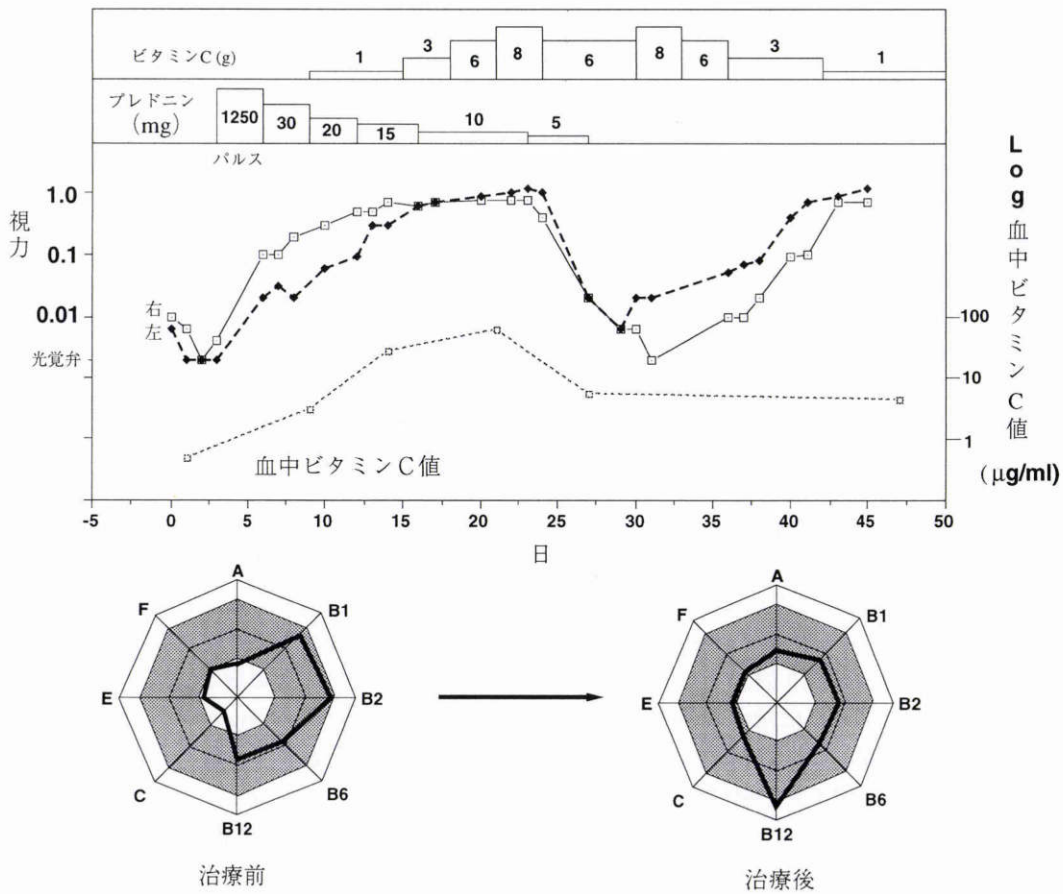 ビタミンC(g)
1 3 6 8 6 8 6 3 1
プレドニン
(mg)
1250 30 20 15 10 5
パルス
視力
1.0
0.1
0.01
光覚弁
右
左
Log血中ビタミンC値
(μg/ml)
100
10
1
血中ビタミンC値
-5 0 5 10 15 20 25 30 35 40 45 50
日
A
B1
B2
B6
B12
C
E
F
治療前
A
B1
B2
B6
B12
C
E
F
治療後